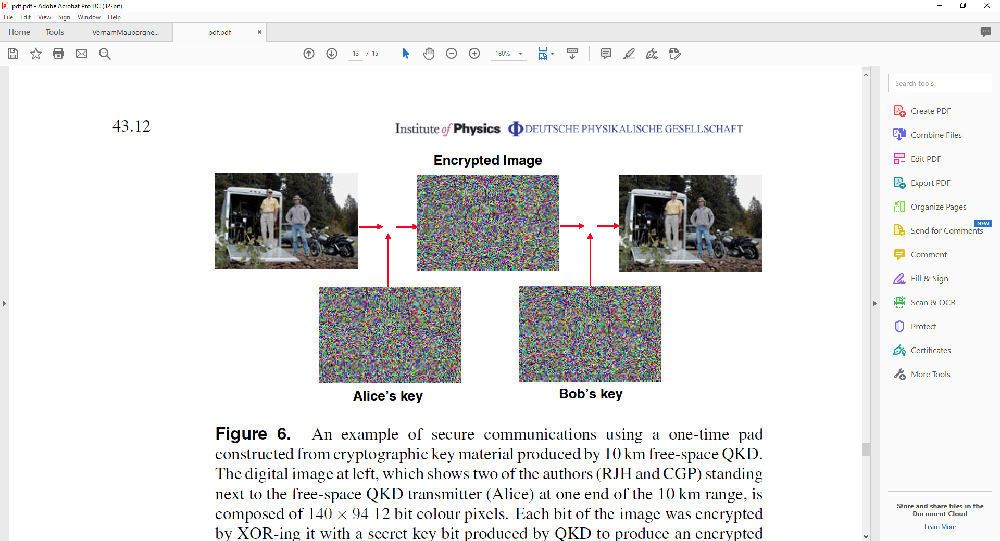 pdf.pdf - Adobe Acrobat Pro DC (32-bit)
File Edit View Sign Window Help
Home Tools VernamMauborgne... pdf.pdf
13 / 15 180%
Search tools
Create PDF
Combine Files
Edit PDF
Export PDF
Organize Pages
NEW
Send for Comments
Comment
Fill & Sign
Scan & OCR
Protect
Certificates
More Tools
Store and share files in the
Document Cloud
Learn More
43.12 Institute of Physics DEUTSCHE PHYSIKALISCHE GESELLSCHAFT
Encrypted Image
Alice’s key
Bob’s key
Figure 6. An example of secure communications using a one-time pad
constructed from cryptographic key material produced by 10 km free-space QKD.
The digital image at left, which shows two of the authors (RJH and CGP) standing
next to the free-space QKD transmitter (Alice) at one end of the 10 km range, is
composed of 140 × 94 12 bit colour pixels. Each bit of the image was encrypted
by XOR-ing it with a secret key bit produced by QKD to produce an encrypted